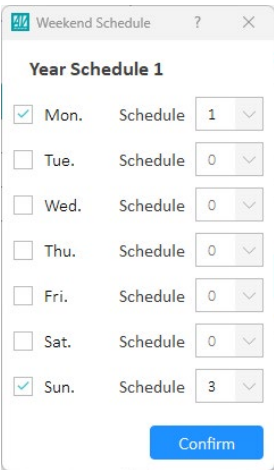 Weekend Schedule ?
Year Schedule 1
Mon. Schedule 1
Tue. Schedule 0
Wed. Schedule 0
Thu. Schedule 0
Fri. Schedule 0
Sat. Schedule 0
Sun. Schedule 3
Confirm